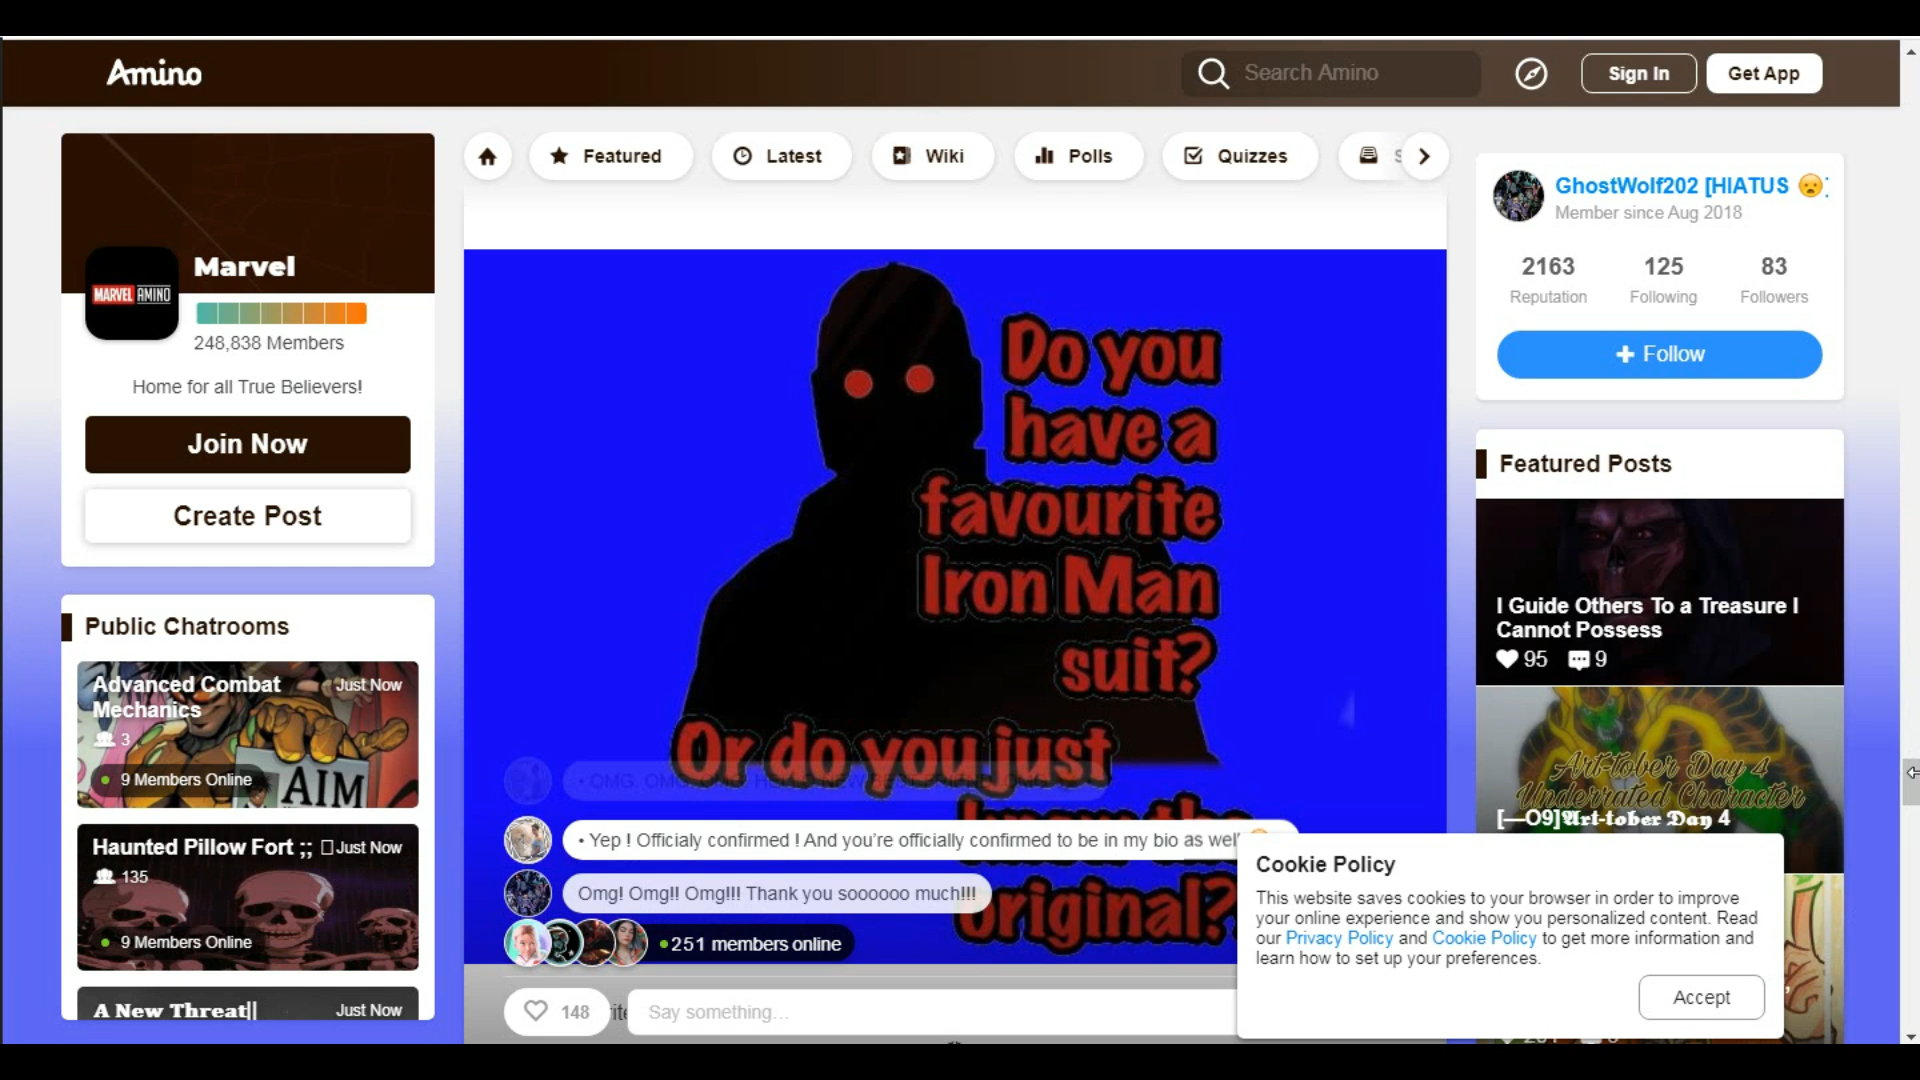 Amino
Search Amino
Sign In
Get App
MARVEL AMINO
Marvel
248,838 Members
Home for all True Believers!
Join Now
Create Post
Public Chatrooms
Advanced Combat
Mechanics
Just Now
3
9 Members Online
AIM
Haunted Pillow Fort ;;
Just Now
135
9 Members Online
A New Threat||
Just Now
Featured
Latest
Wiki
Polls
Quizzes
Do you
have a
favourite
Iron Man
suit?
Or do you just
know the
original?
• Yep ! Officialy confirmed ! And you’re officially confirmed to be in my bio as well
Omg! Omg!! Omg!!! Thank you soooooo much!!!
251 members online
148
Say something...
GhostWolf202 [HIATUS
Member since Aug 2018
2163
Reputation
125
Following
83
Followers
+ Follow
Featured Posts
I Guide Others To a Treasure I
Cannot Possess
95
9
Art-tober Day 4
Underrated Character
[—09]𝕬𝖗𝖙-𝖙𝖔𝖇𝖊𝖗 𝕯𝖆𝖞 4
Cookie Policy
This website saves cookies to your browser in order to improve
your online experience and show you personalized content. Read
our Privacy Policy and Cookie Policy to get more information and
learn how to set up your preferences.
Accept